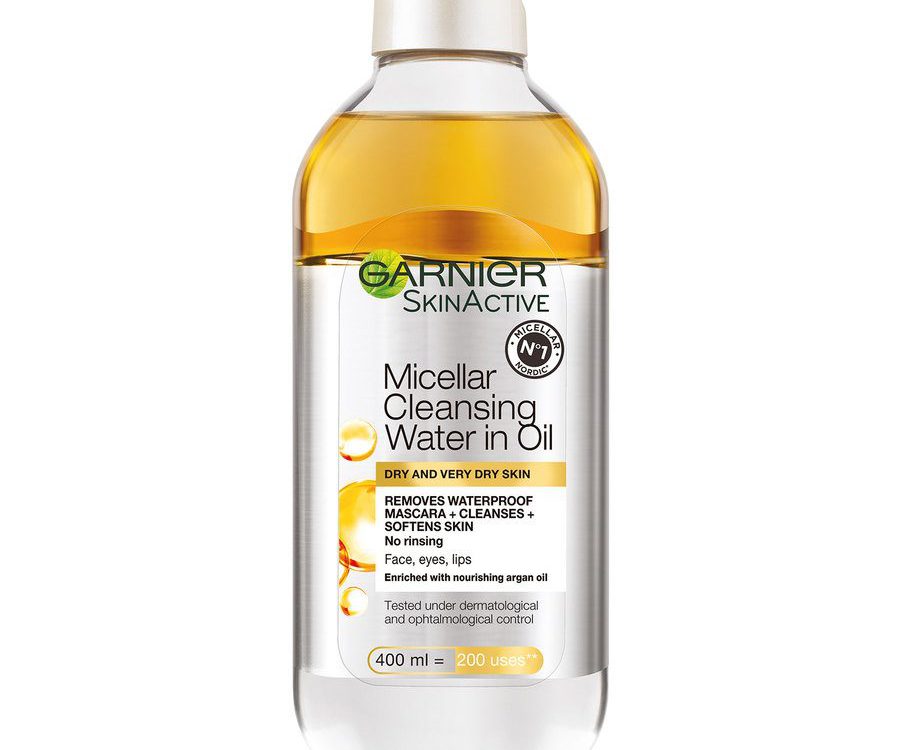 GARNIER
SKINACTIVE
MICELLAR
N°1
NORDIC*
Micellar
Cleansing
Water in Oil
DRY AND VERY DRY SKIN
REMOVES WATERPROOF
MASCARA + CLEANSES +
SOFTENS SKIN
No rinsing
Face, eyes, lips
Enriched with nourishing argan oil
Tested under dermatological
and ophtalmological control
400 ml = 200 uses**